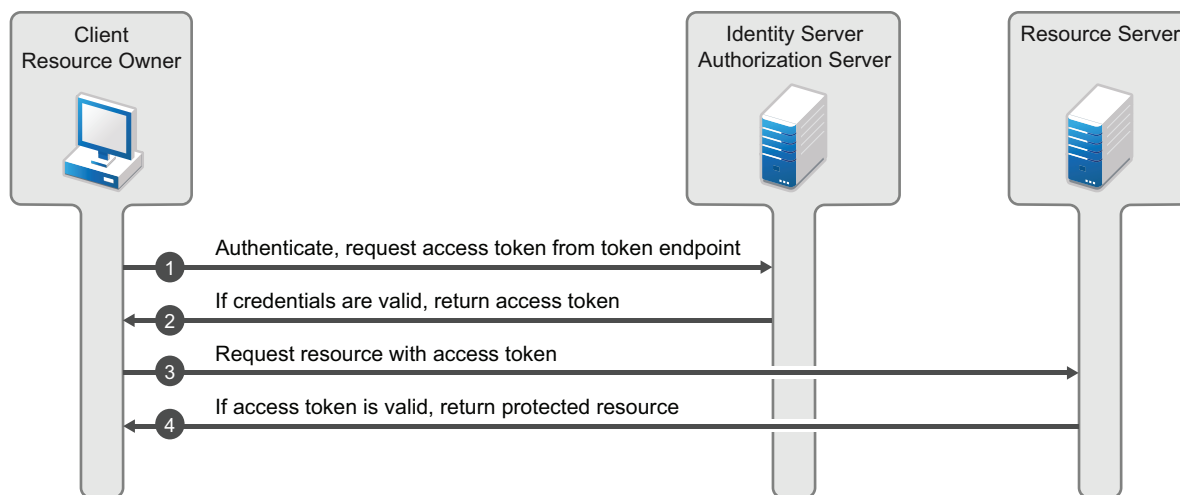 Client
Resource Owner
Identity Server
Authorization Server
Resource Server
1 Authenticate, request access token from token endpoint
2 If credentials are valid, return access token
3 Request resource with access token
4 If access token is valid, return protected resource